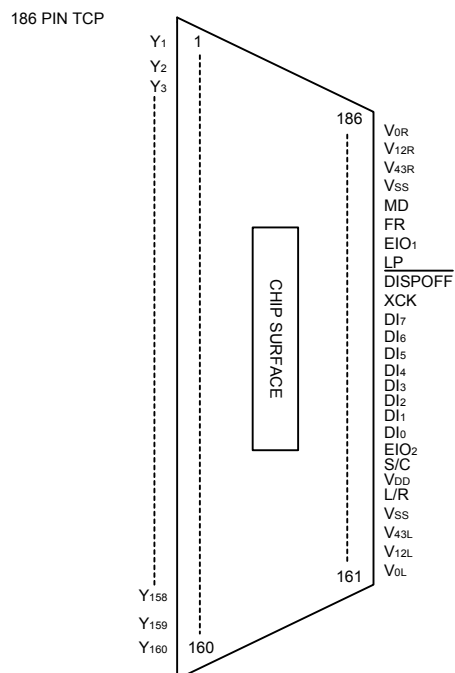 186 PIN TCP
Y1
Y2
Y3
Y158
Y159
Y160
1
160
CHIP SURFACE
186
161
V0R
V12R
V43R
VSS
MD
FR
EIO1
LP
DISPOFF
XCK
DI7
DI6
DI5
DI4
DI3
DI2
DI1
DI0
EIO2
S/C
VDD
L/R
VSS
V43L
V12L
V0L